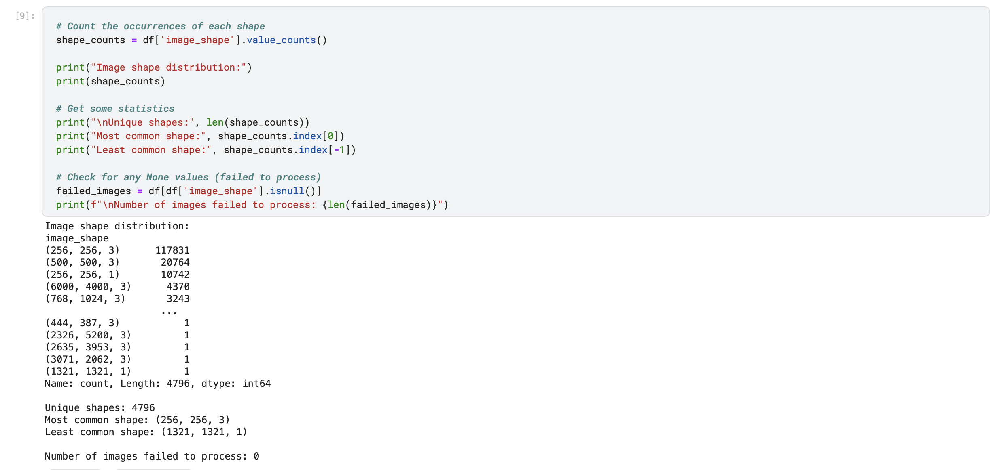 [9]:
# Count the occurrences of each shape
shape_counts = df['image_shape'].value_counts()
print("Image shape distribution:")
print(shape_counts)
# Get some statistics
print("\nUnique shapes:", len(shape_counts))
print("Most common shape:", shape_counts.index[0])
print("Least common shape:", shape_counts.index[-1])
# Check for any None values (failed to process)
failed_images = df[df['image_shape'].isnull()]
print(f"\nNumber of images failed to process: {len(failed_images)}")
Image shape distribution:
image_shape
(256, 256, 3)      117831
(500, 500, 3)       20764
(256, 256, 1)       10742
(6000, 4000, 3)      4370
(768, 1024, 3)       3243
                    ...
(444, 387, 3)           1
(2326, 5200, 3)         1
(2635, 3953, 3)         1
(3071, 2062, 3)         1
(1321, 1321, 1)         1
Name: count, Length: 4796, dtype: int64
Unique shapes: 4796
Most common shape: (256, 256, 3)
Least common shape: (1321, 1321, 1)
Number of images failed to process: 0